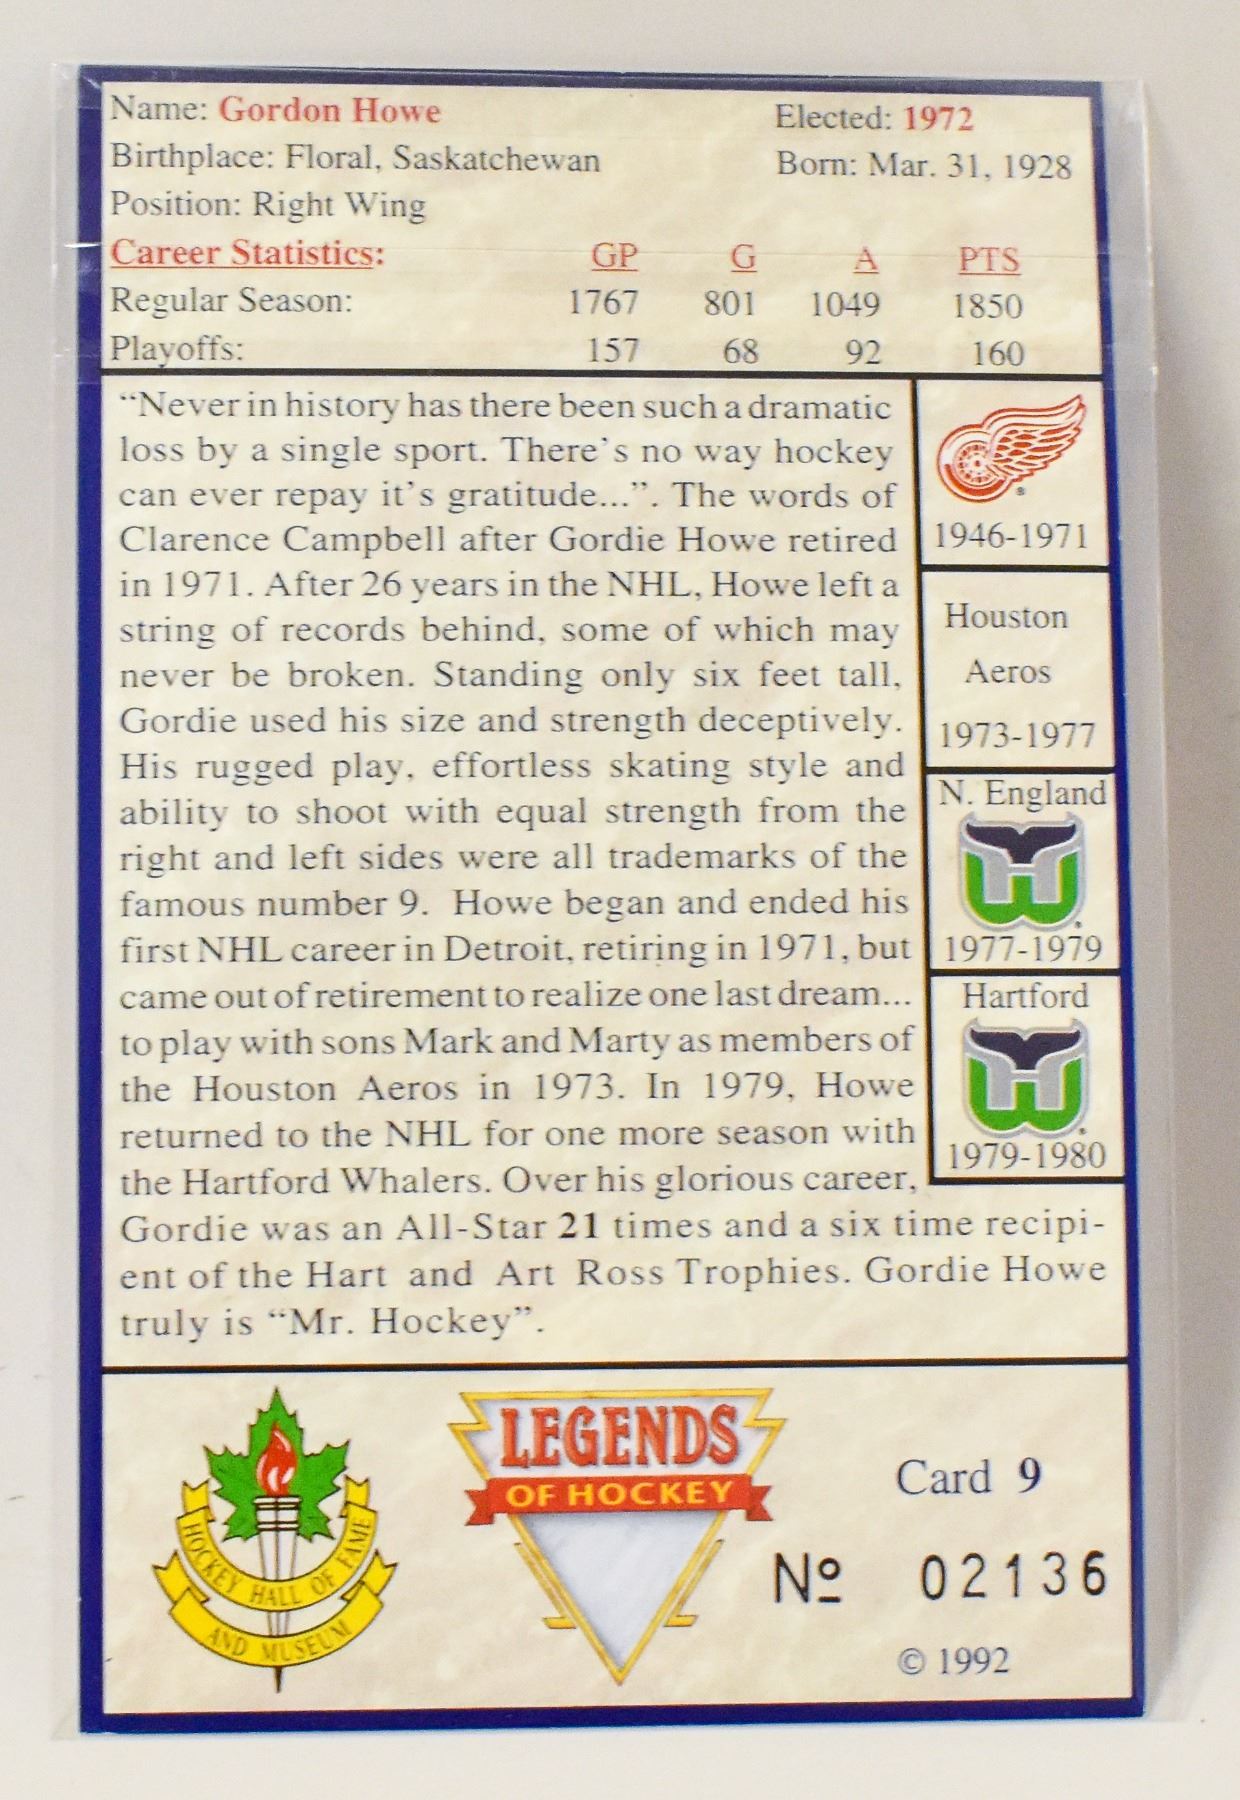 Name: Gordon Howe Elected: 1972
Birthplace: Floral, Saskatchewan Born: Mar. 31, 1928
Position: Right Wing
Career Statistics: GP G A PTS
Regular Season: 1767 801 1049 1850
Playoffs: 157 68 92 160
“Never in history has there been such a dramatic
loss by a single sport. There’s no way hockey
can ever repay it’s gratitude...”. The words of
Clarence Campbell after Gordie Howe retired
in 1971. After 26 years in the NHL, Howe left a
string of records behind, some of which may
never be broken. Standing only six feet tall,
Gordie used his size and strength deceptively.
His rugged play, effortless skating style and
ability to shoot with equal strength from the
right and left sides were all trademarks of the
famous number 9. Howe began and ended his
first NHL career in Detroit, retiring in 1971, but
came out of retirement to realize one last dream...
to play with sons Mark and Marty as members of
the Houston Aeros in 1973. In 1979, Howe
returned to the NHL for one more season with
the Hartford Whalers. Over his glorious career,
Gordie was an All-Star 21 times and a six time recipi-
ent of the Hart and Art Ross Trophies. Gordie Howe
truly is “Mr. Hockey”.
1946-1971
Houston
Aeros
1973-1977
N. England
1977-1979
Hartford
1979-1980
HOCKEY HALL OF FAME
AND MUSEUM
LEGENDS
OF HOCKEY
Card 9
Nº 02136
© 1992